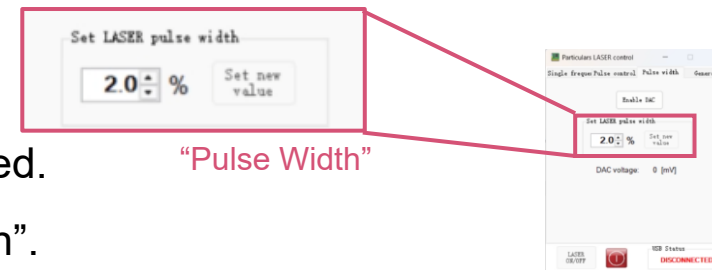 Set LASER pulse width
2.0 %
Set new
value
ed.
“Pulse Width”
n”.
Particulars LASER control
Single freque Pulse control Pulse width Gener
Enable DAC
Set LASER pulse width
2.0 %
Set new
value
DAC voltage: 0 [mV]
LASER
ON/OFF
USB Status
DISCONNECTED